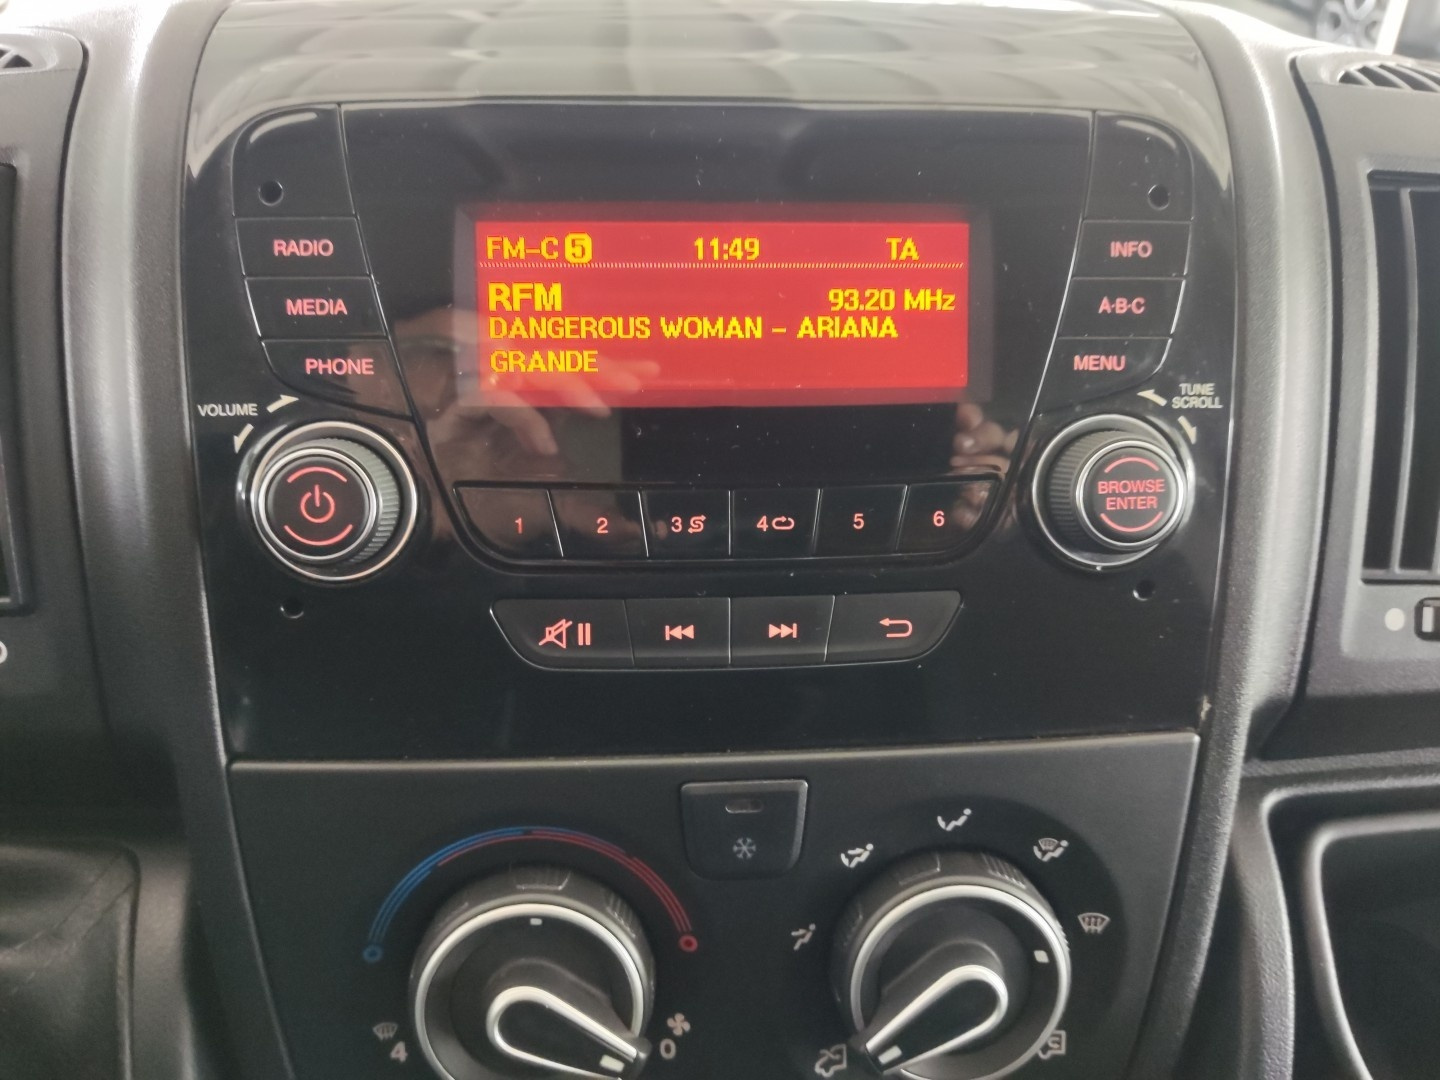 RADIO
MEDIA
PHONE
VOLUME
FM-C 5 11:49 TA
RFM 93.20 MHz
DANGEROUS WOMAN - ARIANA
GRANDE
INFO
A·B·C
MENU
TUNE
SCROLL
BROWSE
ENTER
1 2 3 4 5 6
4 0